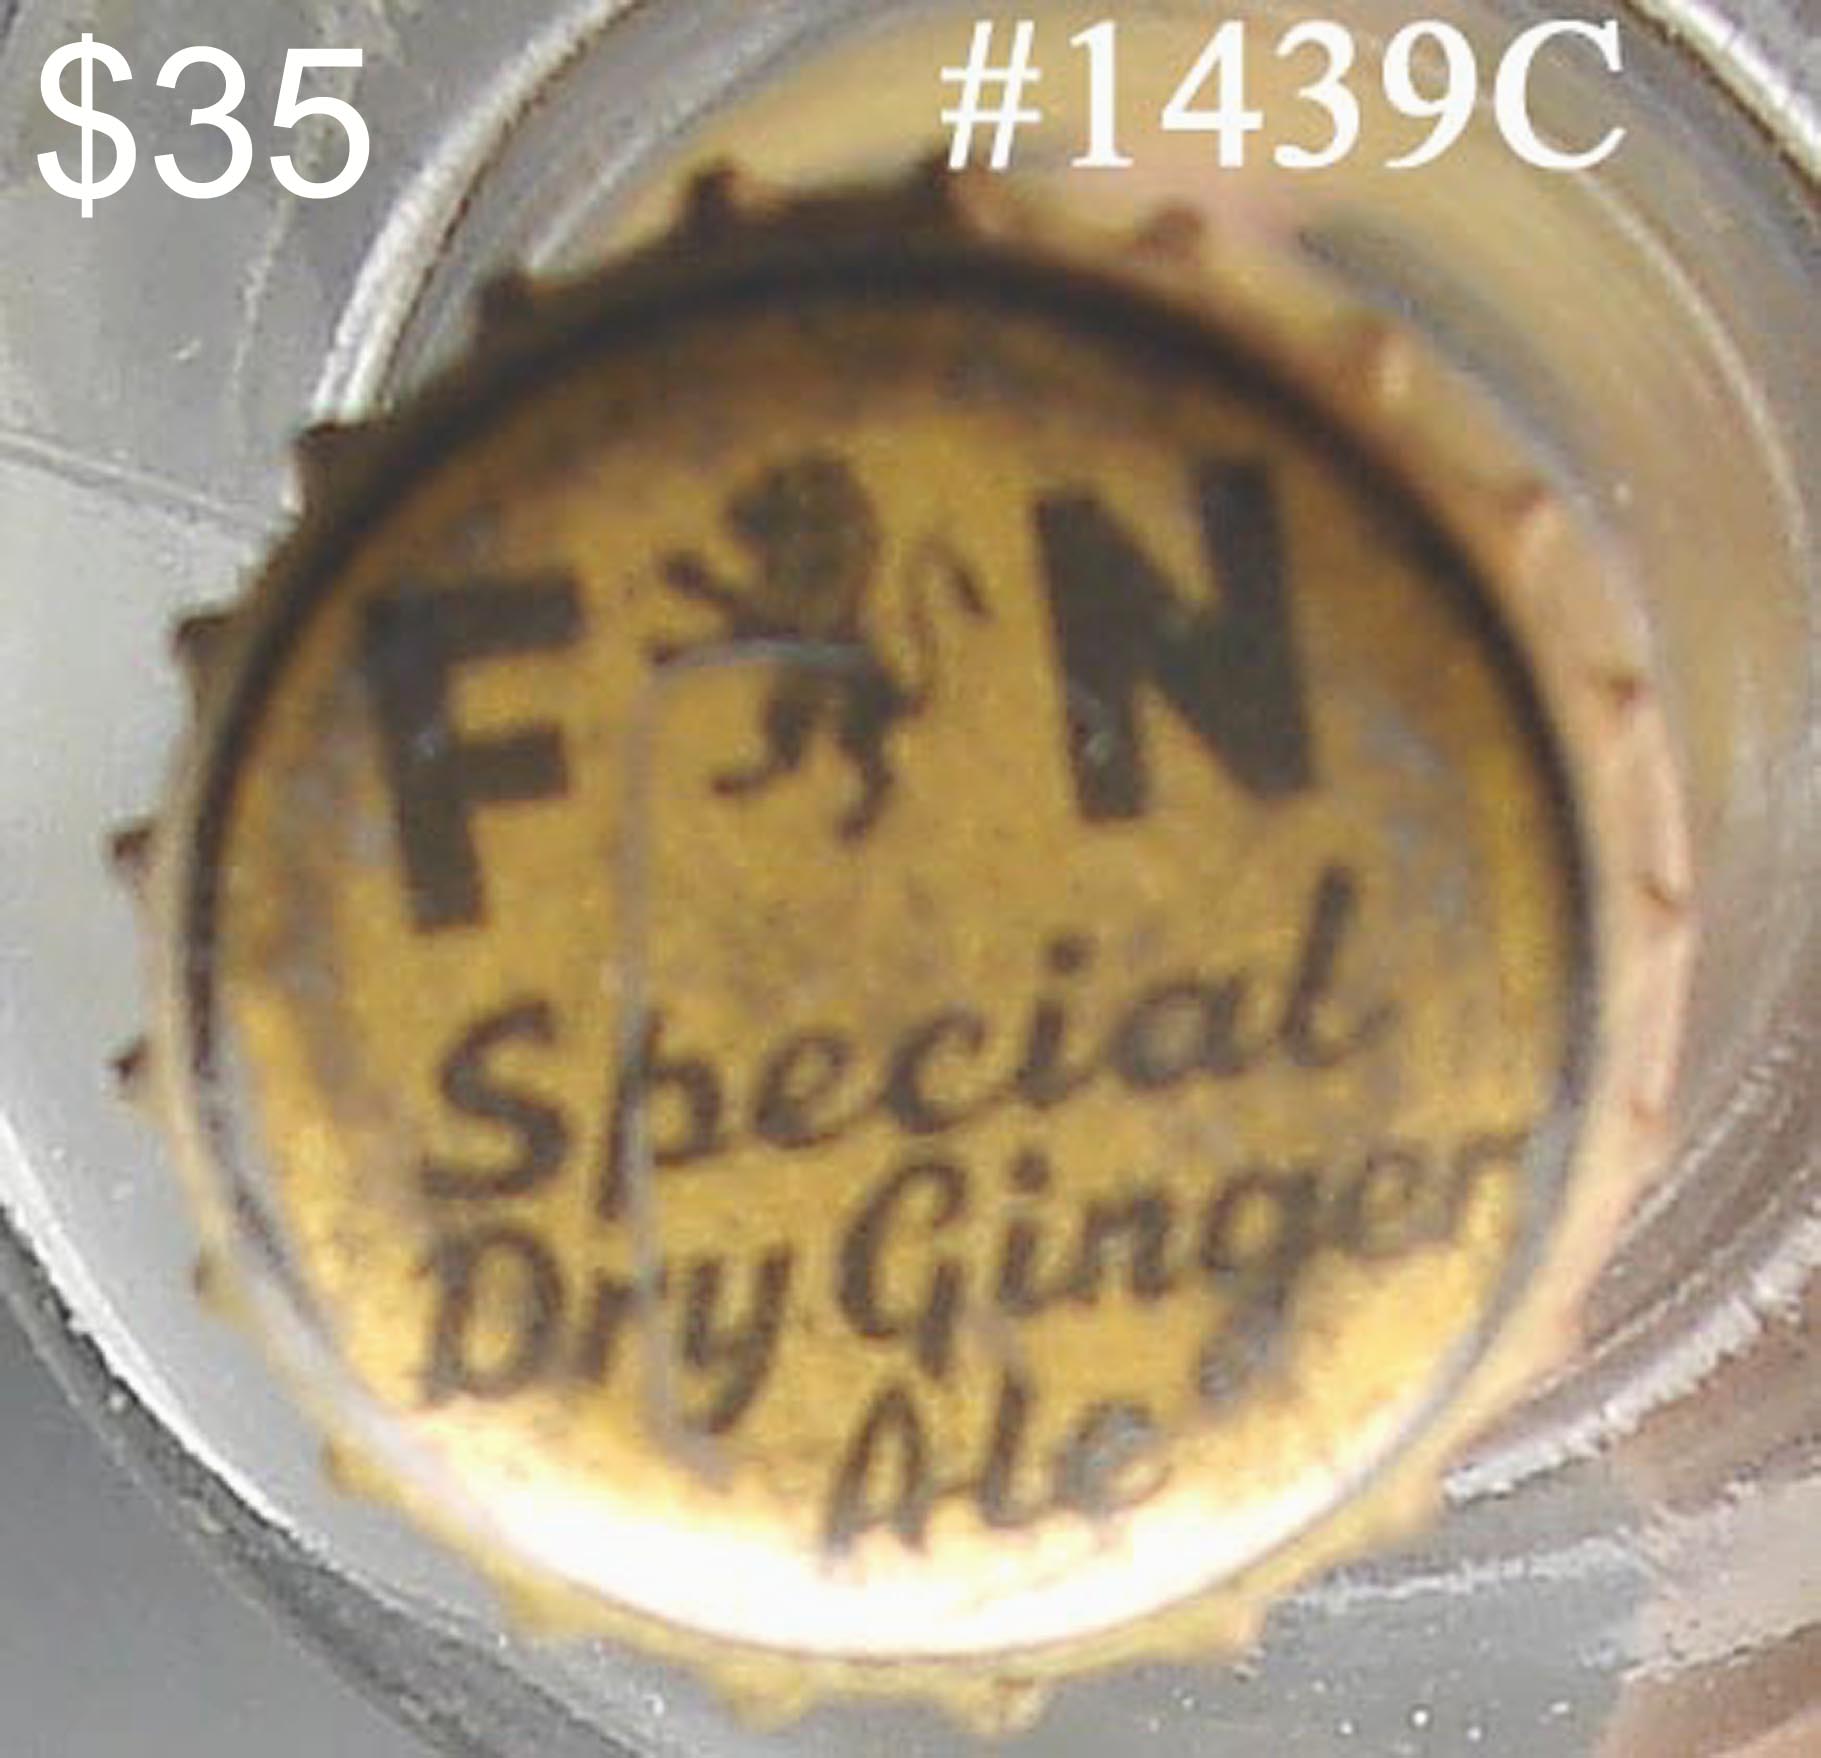 $35
#1439C
F N
Special
Dry Ginger
Ale